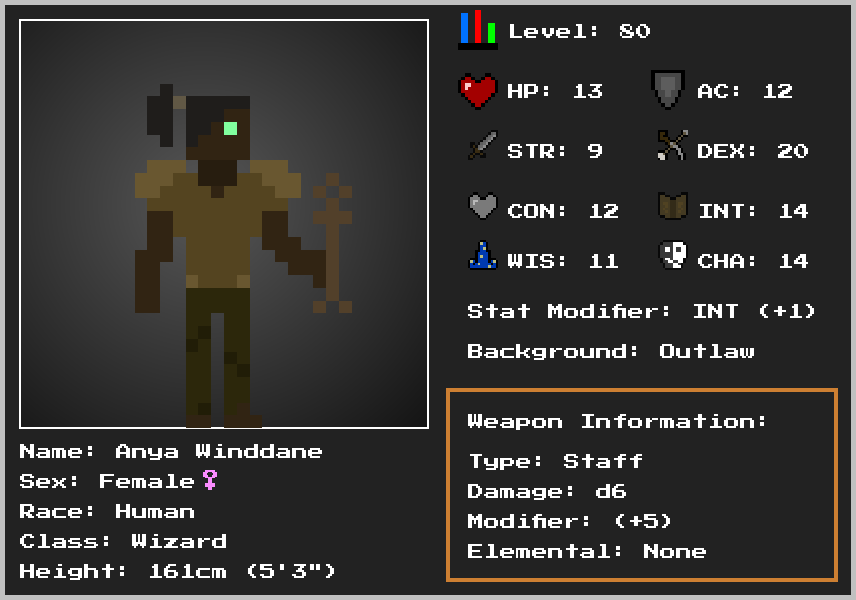 Level: 80
HP: 13
AC: 12
STR: 9
DEX: 20
CON: 12
INT: 14
WIS: 11
CHA: 14
Stat Modifier: INT (+1)
Background: Outlaw
Weapon Information:
Type: Staff
Damage: d6
Modifier: (+5)
Elemental: None
Name: Anya Winddane
Sex: Female♀
Race: Human
Class: Wizard
Height: 161cm (5'3")